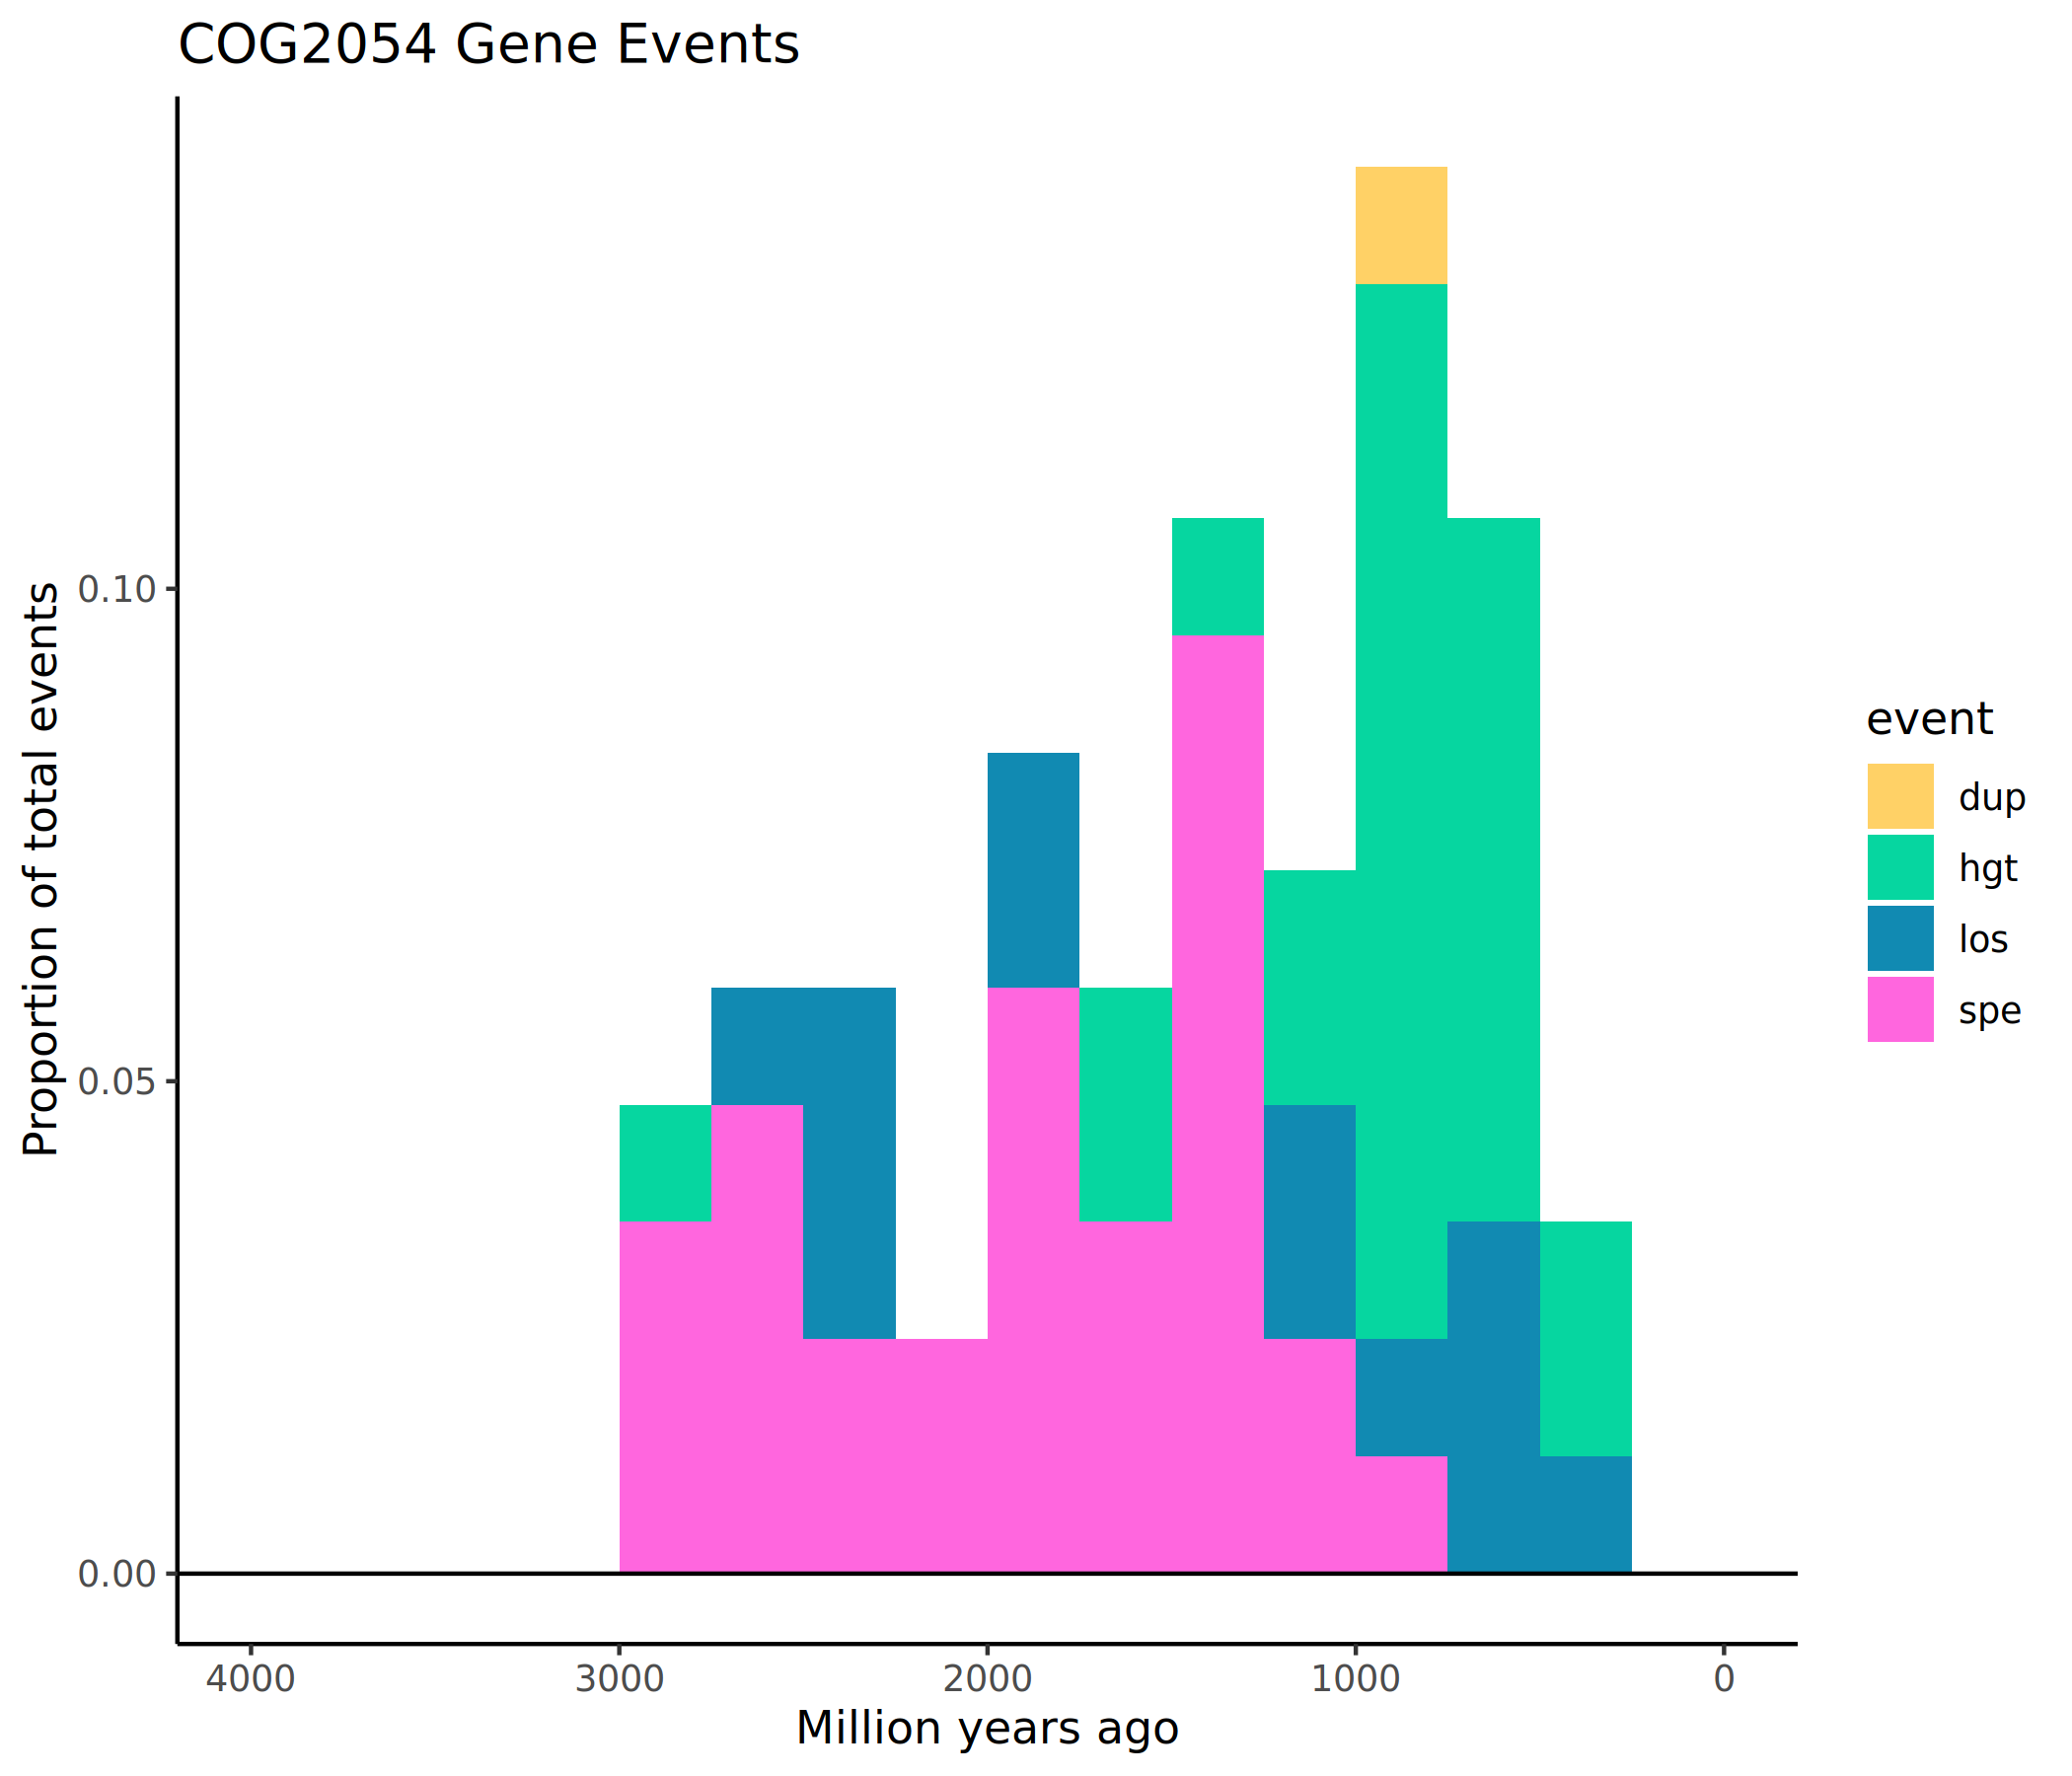 COG2054 Gene Events
Proportion of total events
0.10
0.05
0.00
4000 3000 2000 1000 0
Million years ago
event
dup
hgt
los
spe